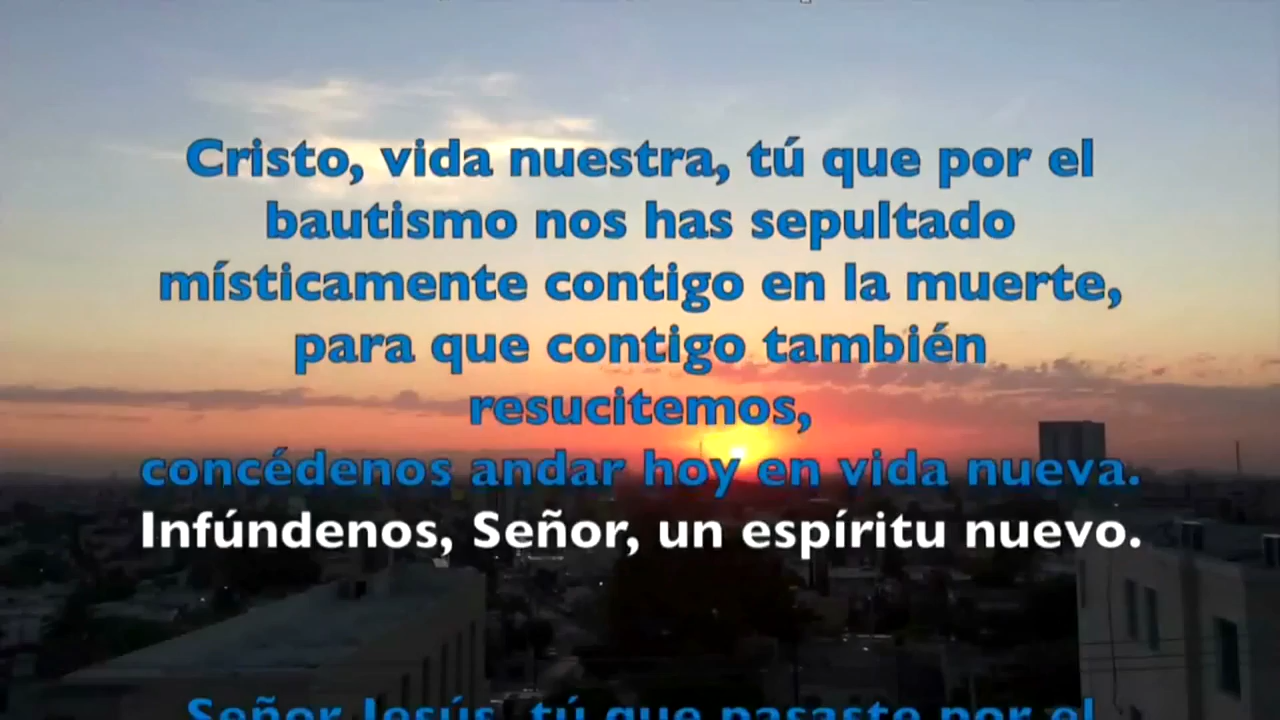 Cristo, vida nuestra, tú que por el
bautismo nos has sepultado
místicamente contigo en la muerte,
para que contigo también
resucitemos,
concédenos andar hoy en vida nueva.
Infúndenos, Señor, un espíritu nuevo.
Señor Jesús, tú que pasaste por el